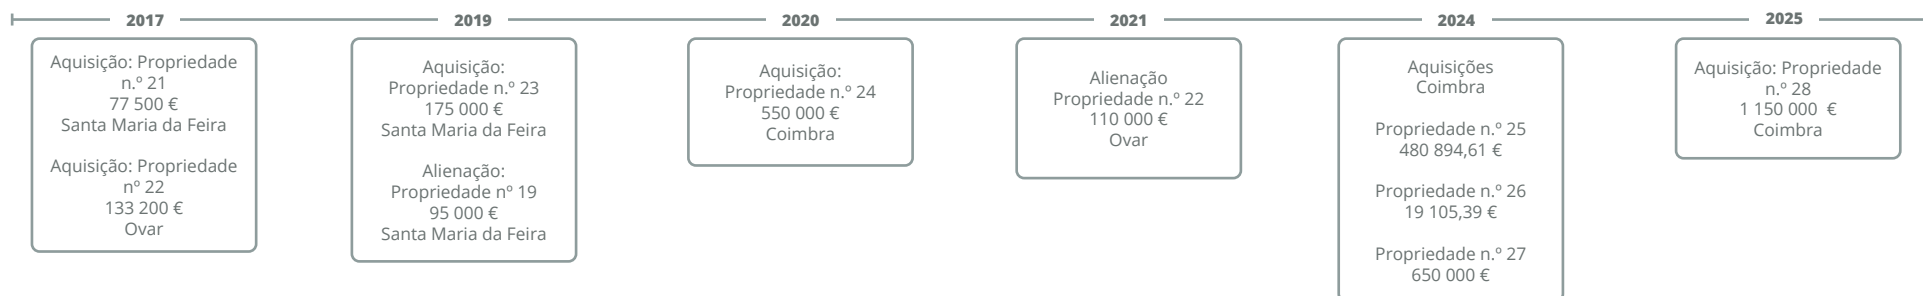 2017
Aquisição: Propriedade
n.º 21
77 500 €
Santa Maria da Feira
Aquisição: Propriedade
nº 22
133 200 €
Ovar
2019
Aquisição:
Propriedade n.º 23
175 000 €
Santa Maria da Feira
Alienação:
Propriedade nº 19
95 000 €
Santa Maria da Feira
2020
Aquisição:
Propriedade n.º 24
550 000 €
Coimbra
2021
Alienação
Propriedade n.º 22
110 000 €
Ovar
2024
Aquisições
Coimbra
Propriedade n.º 25
480 894,61 €
Propriedade n.º 26
19 105,39 €
Propriedade n.º 27
650 000 €
2025
Aquisição: Propriedade
n.º 28
1 150 000 €
Coimbra